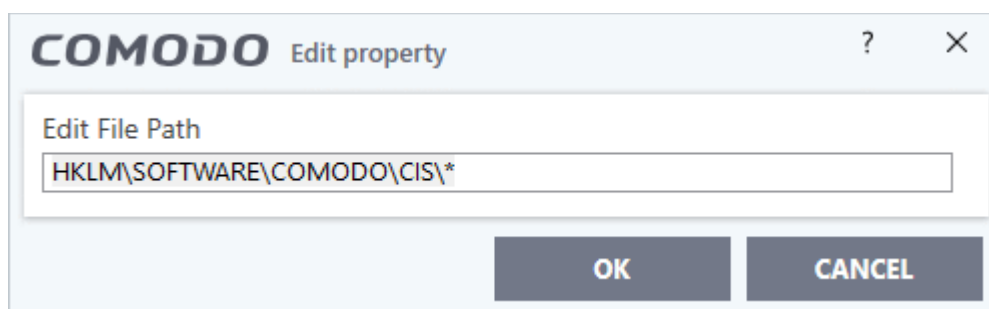 COMODO Edit property ? ×
Edit File Path
HKLM\SOFTWARE\COMODO\CIS\*
OK CANCEL